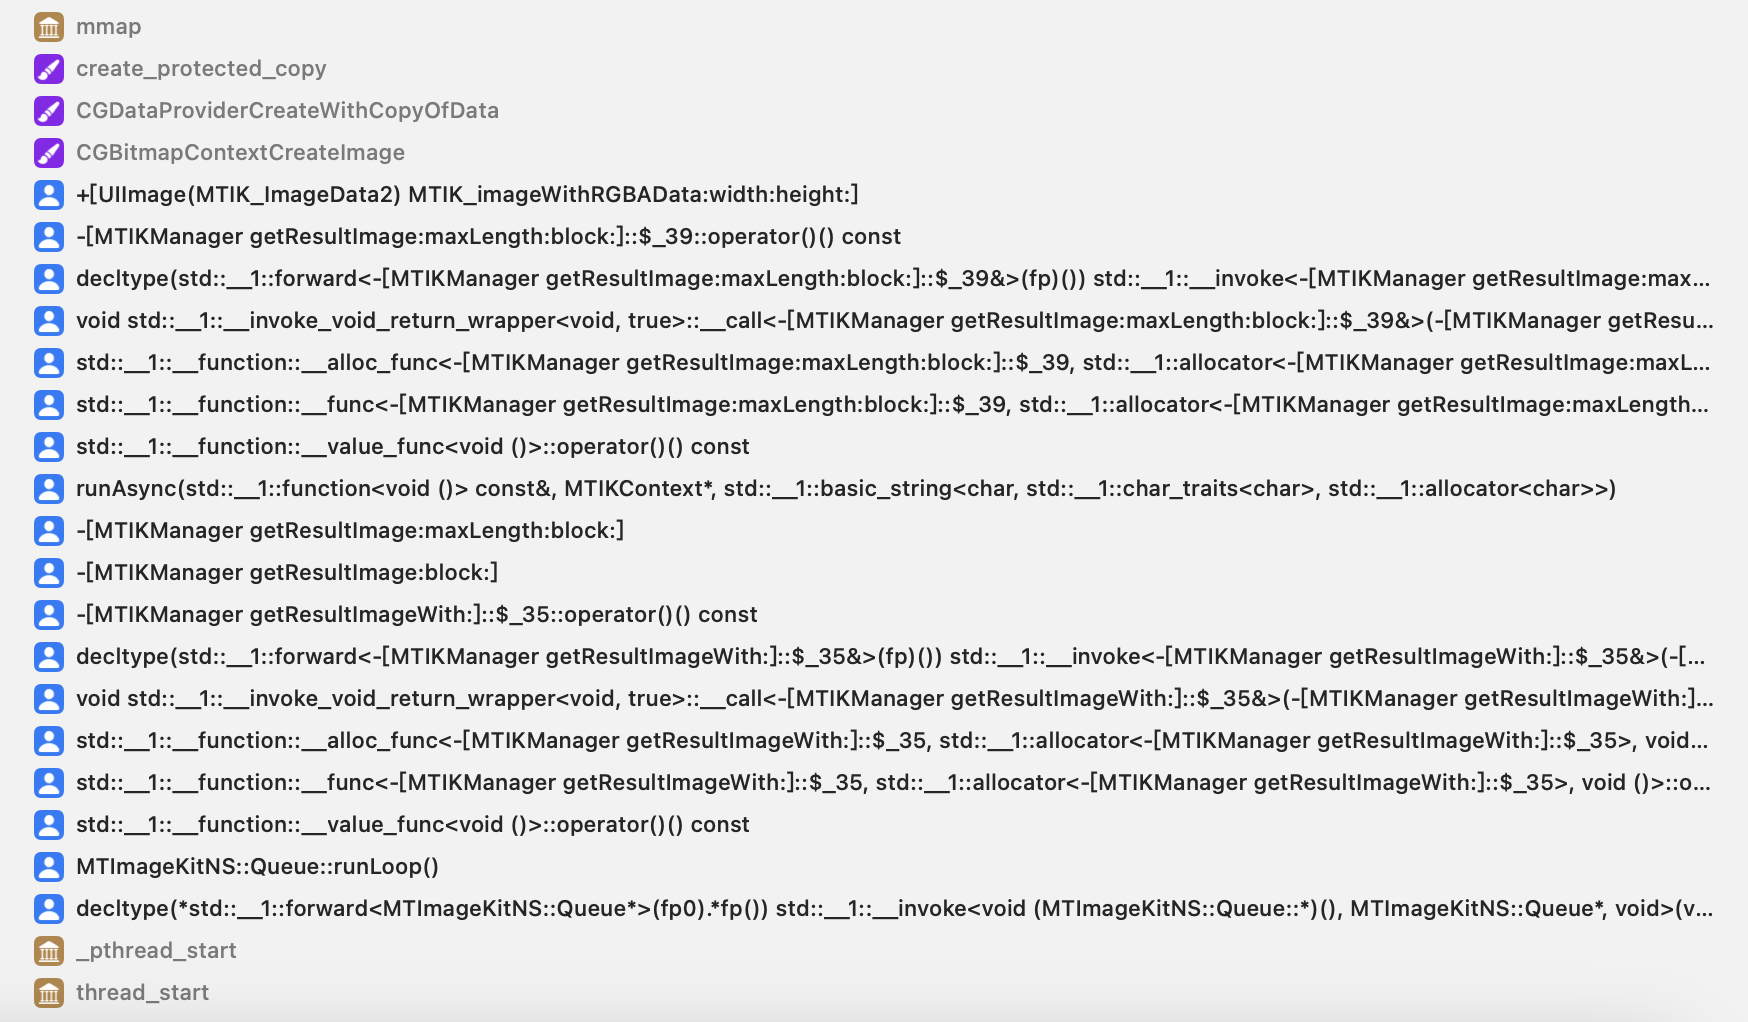 mmap
create_protected_copy
CGDataProviderCreateWithCopyOfData
CGBitmapContextCreateImage
+[UIImage(MTIK_ImageData2) MTIK_imageWithRGBAData:width:height:]
-[MTIKManager getResultImage:maxLength:block:]::$_39::operator()() const
decltype(std::__1::forward<-[MTIKManager getResultImage:maxLength:block:]::$_39&>(fp)()) std::__1::__invoke<-[MTIKManager getResultImage:max...
void std::__1::__invoke_void_return_wrapper<void, true>::__call<-[MTIKManager getResultImage:maxLength:block:]::$_39&>(-[MTIKManager getResu...
std::__1::__function::__alloc_func<-[MTIKManager getResultImage:maxLength:block:]::$_39, std::__1::allocator<-[MTIKManager getResultImage:maxL...
std::__1::__function::__func<-[MTIKManager getResultImage:maxLength:block:]::$_39, std::__1::allocator<-[MTIKManager getResultImage:maxLength...
std::__1::__function::__value_func<void ()>::operator()() const
runAsync(std::__1::function<void ()> const&, MTIKContext*, std::__1::basic_string<char, std::__1::char_traits<char>, std::__1::allocator<char>>)
-[MTIKManager getResultImage:maxLength:block:]
-[MTIKManager getResultImage:block:]
-[MTIKManager getResultImageWith:]::$_35::operator()() const
decltype(std::__1::forward<-[MTIKManager getResultImageWith:]::$_35&>(fp)()) std::__1::__invoke<-[MTIKManager getResultImageWith:]::$_35&>(-[...
void std::__1::__invoke_void_return_wrapper<void, true>::__call<-[MTIKManager getResultImageWith:]::$_35&>(-[MTIKManager getResultImageWith:]...
std::__1::__function::__alloc_func<-[MTIKManager getResultImageWith:]::$_35, std::__1::allocator<-[MTIKManager getResultImageWith:]::$_35>, void...
std::__1::__function::__func<-[MTIKManager getResultImageWith:]::$_35, std::__1::allocator<-[MTIKManager getResultImageWith:]::$_35>, void ()>::o...
std::__1::__function::__value_func<void ()>::operator()() const
MTImageKitNS::Queue::runLoop()
decltype(*std::__1::forward<MTImageKitNS::Queue*>(fp0).*fp()) std::__1::__invoke<void (MTImageKitNS::Queue::*)(), MTImageKitNS::Queue*, void>(v...
_pthread_start
thread_start